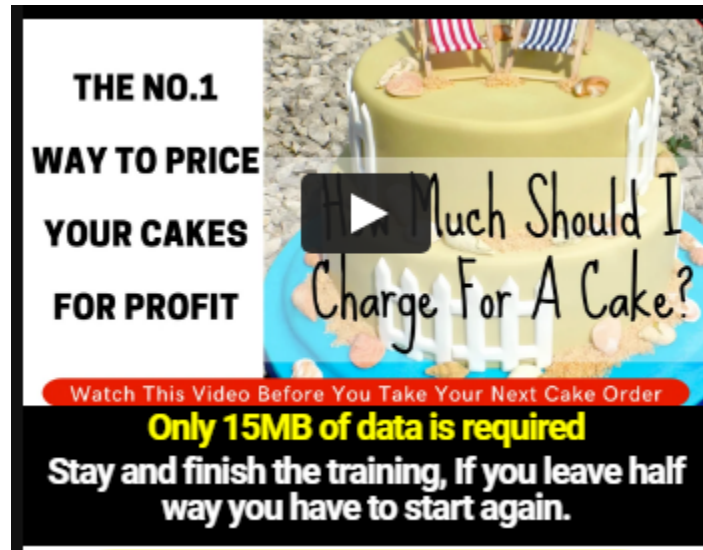 THE NO.1
WAY TO PRICE
YOUR CAKES
FOR PROFIT
How Much Should I
Charge For A Cake?
Watch This Video Before You Take Your Next Cake Order
Only 15MB of data is required
Stay and finish the training, If you leave half
way you have to start again.